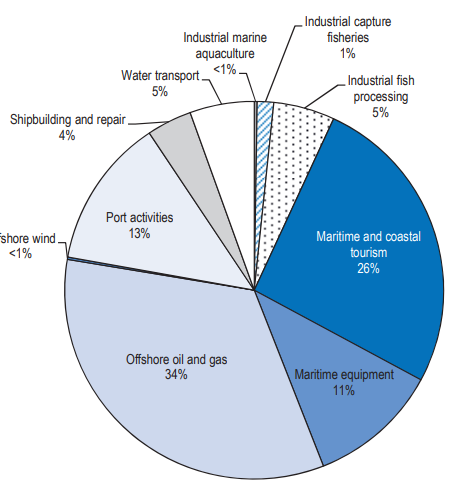 Industrial capture
fisheries
1%
Industrial marine
aquaculture
<1%
Water transport
5%
Industrial fish
processing
5%
Shipbuilding and repair
4%
Port activities
13%
Maritime and coastal
tourism
26%
fshore wind
<1%
Offshore oil and gas
34%
Maritime equipment
11%